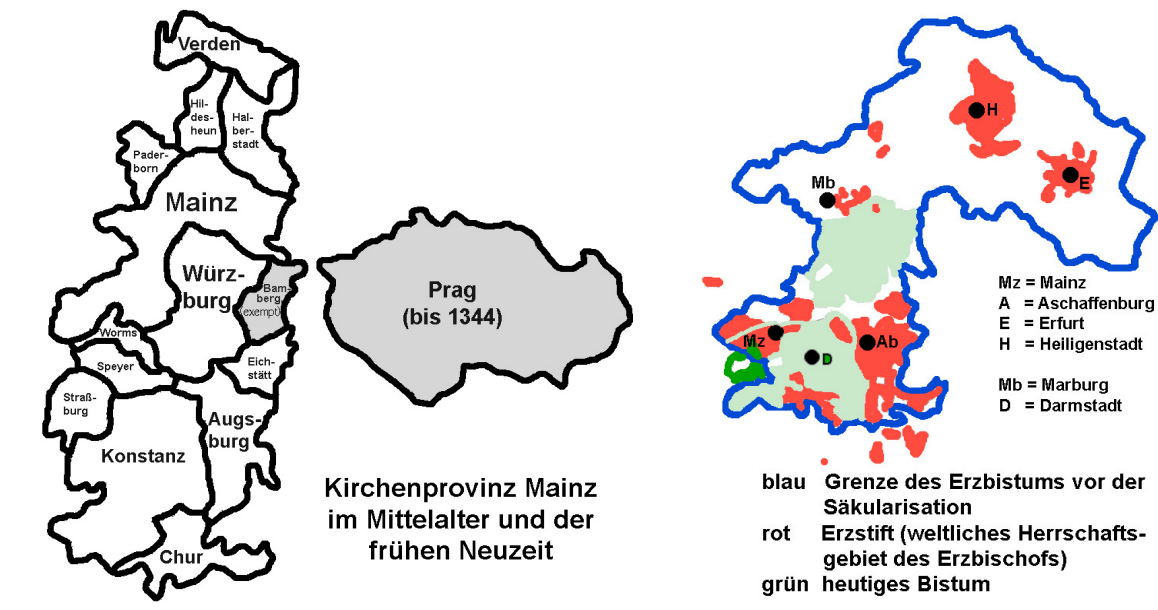 Verden
Hil-
des-
heun
Hal-
ber-
stadt
Pader-
born
Mainz
Würz-
burg
Bam-
berg
(exempt)
Worms
Speyer
Eich-
stätt
Straß-
burg
Augs-
burg
Konstanz
Chur
Prag
(bis 1344)
Kirchenprovinz Mainz
im Mittelalter und der
frühen Neuzeit
H
E
Mb
Mz
Ab
D
Mz = Mainz
A = Aschaffenburg
E = Erfurt
H = Heiligenstadt
Mb = Marburg
D = Darmstadt
blau Grenze des Erzbistums vor der
Säkularisation
rot Erzstift (weltliches Herrschafts-
gebiet des Erzbischofs)
grün heutiges Bistum